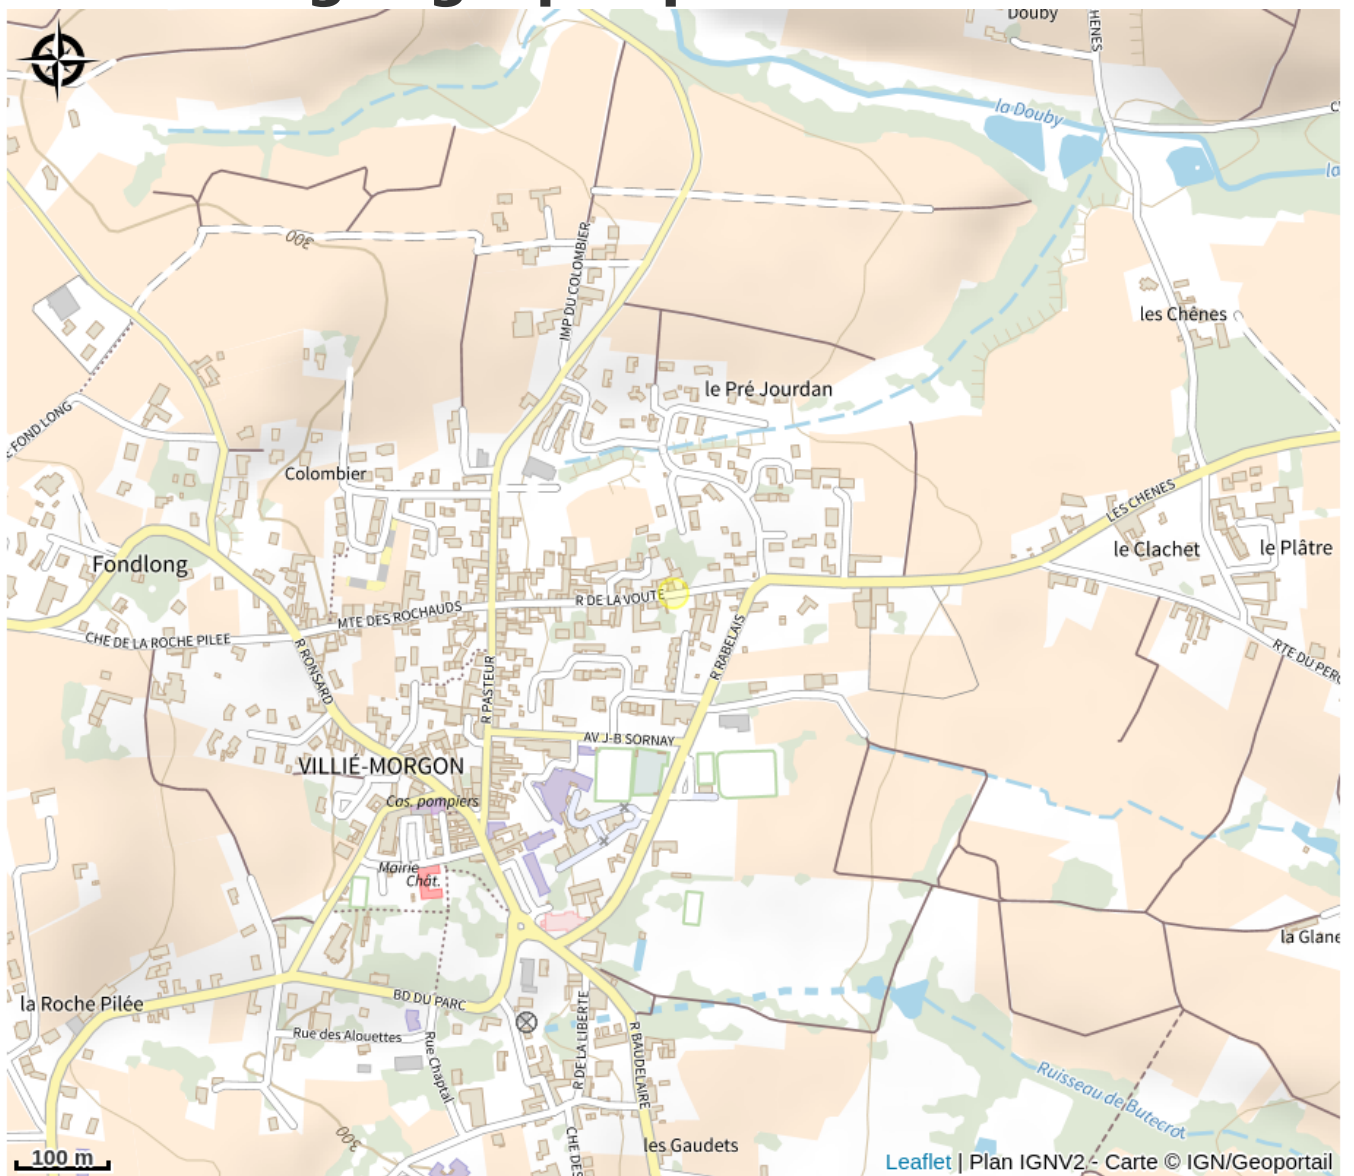 Douby
CHENES
la Douby
la
300
IMP DU COLOMBIER
les Chênes
le Pré Jourdan
E FOND LONG
Colombier
LES CHENES
le Clachet
le Plâtre
Fondlong
R DE LA VOUTE
MTE DES ROCHAUDS
CHE DE LA ROCHE PILEE
R RONSARD
R RABELAIS
RTE DU PERC
R PASTEUR
AV J-B SORNAY
VILLIÉ-MORGON
Cas. pompiers
Mairie
Chât.
la Glane
la Roche Pilée
BD DU PARC
Rue des Alouettes
Rue Chaptal
R DE LA LIBERTE
R BAUDELAIRE
Ruisseau de Butecrot
300
CHE DES
les Gaudets
100 m
Leaflet | Plan IGNV2 - Carte © IGN/Geoportail